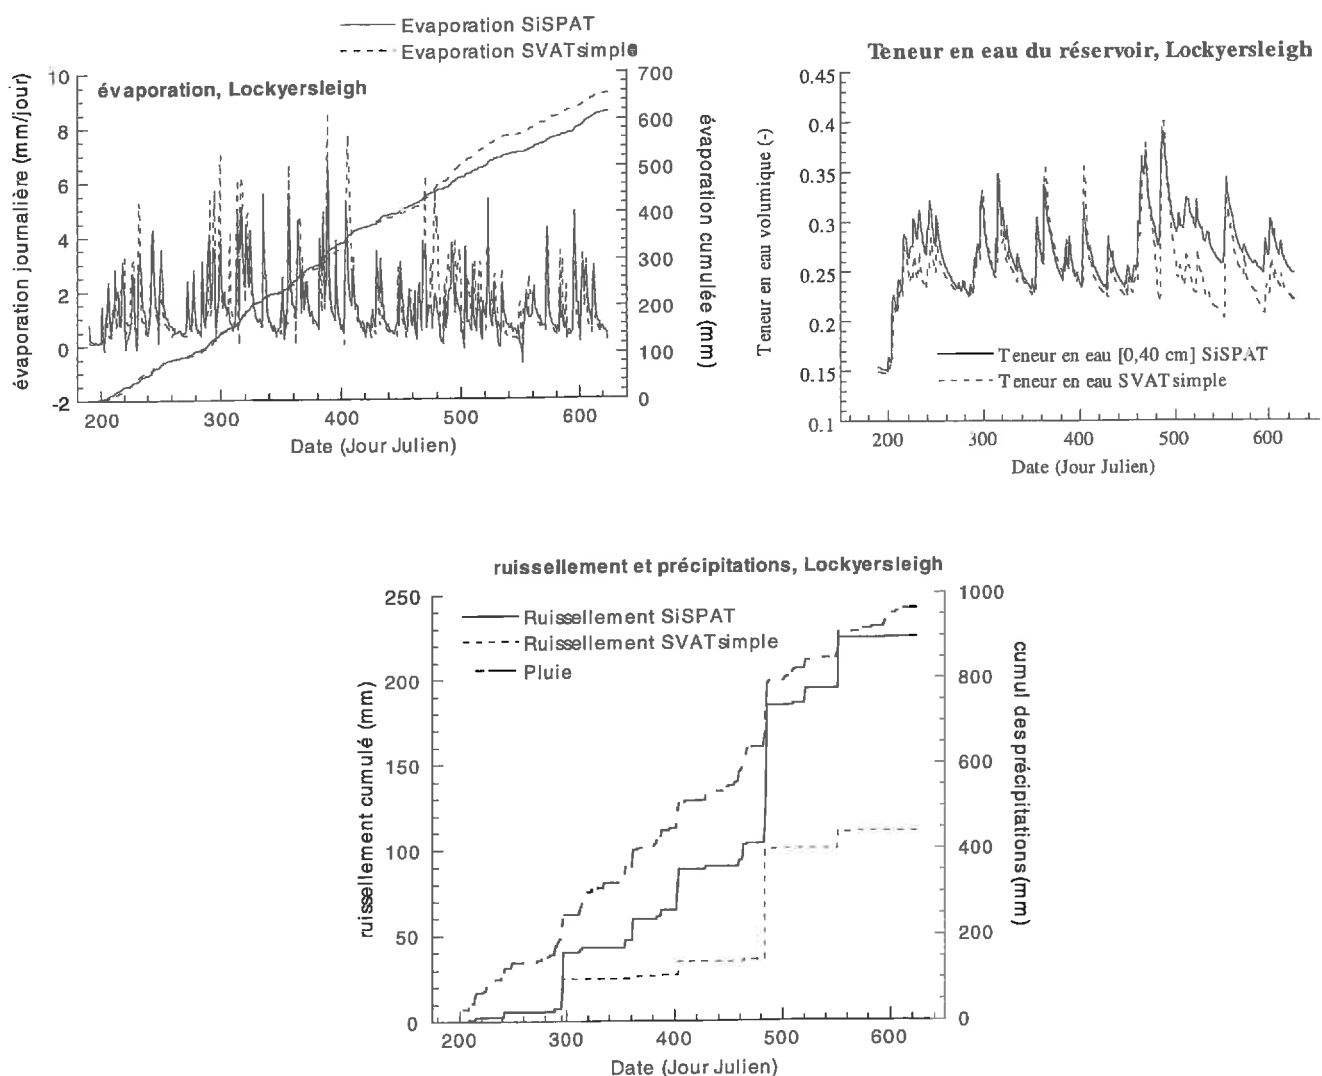 Evaporation SiSPAT
Evaporation SVATsimple
évaporation, Lockyersleigh
évaporation journalière (mm/jour)
10
8
6
4
2
0
-2
700
600
500
400
300
200
100
0
évaporation cumulée (mm)
200 300 400 500 600
Date (Jour Julien)
Teneur en eau du réservoir, Lockyersleigh
Teneur en eau volumique (-)
0.45
0.4
0.35
0.3
0.25
0.2
0.15
0.1
Teneur en eau [0,40 cm] SiSPAT
Teneur en eau SVATsimple
200 300 400 500 600
Date (Jour Julien)
ruissellement et précipitations, Lockyersleigh
Ruissellement SiSPAT
Ruissellement SVATsimple
Pluie
ruissellement cumulé (mm)
250
200
150
100
50
0
1000
800
600
400
200
0
cumul des précipitations (mm)
200 300 400 500 600
Date (Jour Julien)